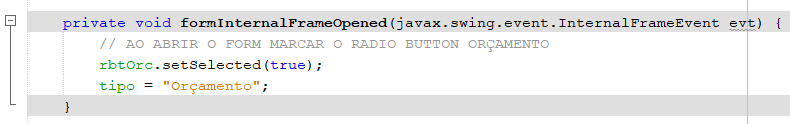 private void formInternalFrameOpened(javax.swing.event.InternalFrameEvent evt) {
// AO ABRIR O FORM MARCAR O RADIO BUTTON ORÇAMENTO
rbtOrc.setSelected(true);
tipo = "Orçamento";
}